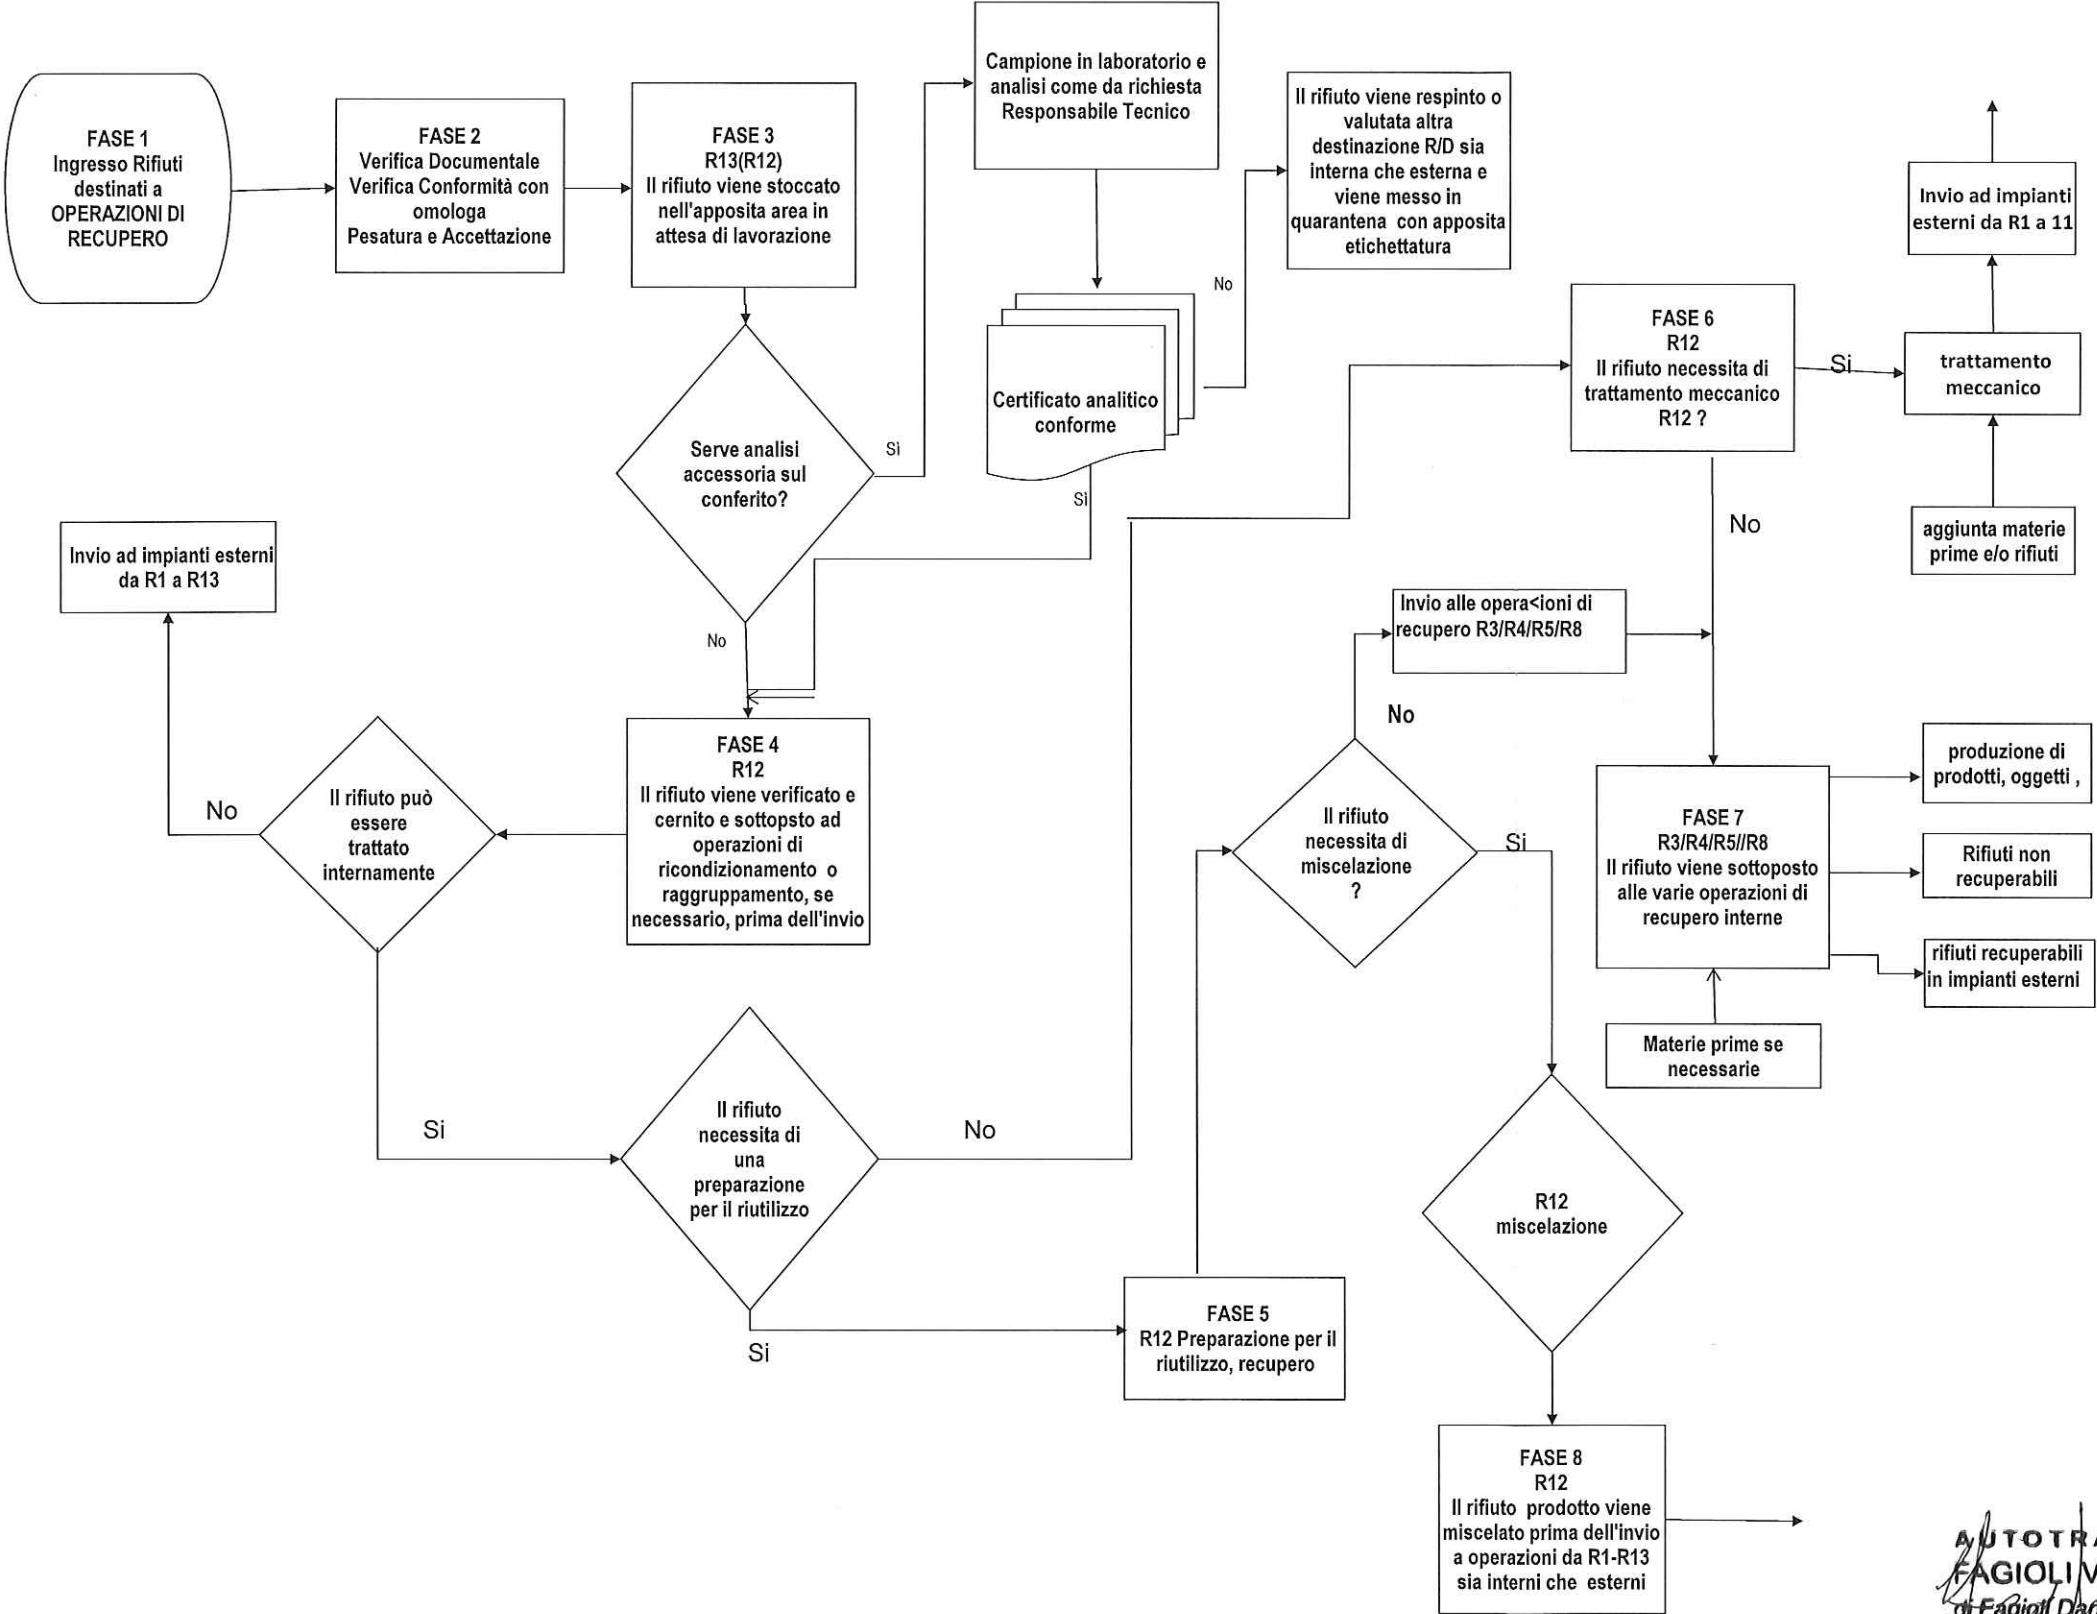 FASE 1
Ingresso Rifiuti
destinati a
OPERAZIONI DI
RECUPERO
FASE 2
Verifica Documentale
Verifica Conformità con
omologa
Pesatura e Accettazione
FASE 3
R13(R12)
Il rifiuto viene stoccato
nell'apposita area in
attesa di lavorazione
Campione in laboratorio e
analisi come da richiesta
Responsabile Tecnico
Il rifiuto viene respinto o
valutata altra
destinazione R/D sia
interna che esterna e
viene messo in
quarantena con apposita
etichettatura
No
Certificato analitico
conforme
Sì
Serve analisi
accessoria sul
conferito?
Sì
No
FASE 6
R12
Il rifiuto necessita di
trattamento meccanico
R12 ?
Si
No
Invio ad impianti
esterni da R1 a 11
trattamento
meccanico
aggiunta materie
prime e/o rifiuti
Invio ad impianti esterni
da R1 a R13
No
Il rifiuto può
essere
trattato
internamente
Si
FASE 4
R12
Il rifiuto viene verificato e
cernito e sottopsto ad
operazioni di
ricondizionamento o
raggruppamento, se
necessario, prima dell'invio
Invio alle opera<ioni di
recupero R3/R4/R5/R8
No
Il rifiuto
necessita di
miscelazione
?
Si
FASE 7
R3/R4/R5//R8
Il rifiuto viene sottoposto
alle varie operazioni di
recupero interne
produzione di
prodotti, oggetti ,
Rifiuti non
recuperabili
rifiuti recuperabili
in impianti esterni
Materie prime se
necessarie
Il rifiuto
necessita di
una
preparazione
per il riutilizzo
No
Si
FASE 5
R12 Preparazione per il
riutilizzo, recupero
R12
miscelazione
FASE 8
R12
Il rifiuto prodotto viene
miscelato prima dell'invio
a operazioni da R1-R13
sia interni che esterni
FAGIOLI
di Fagioli